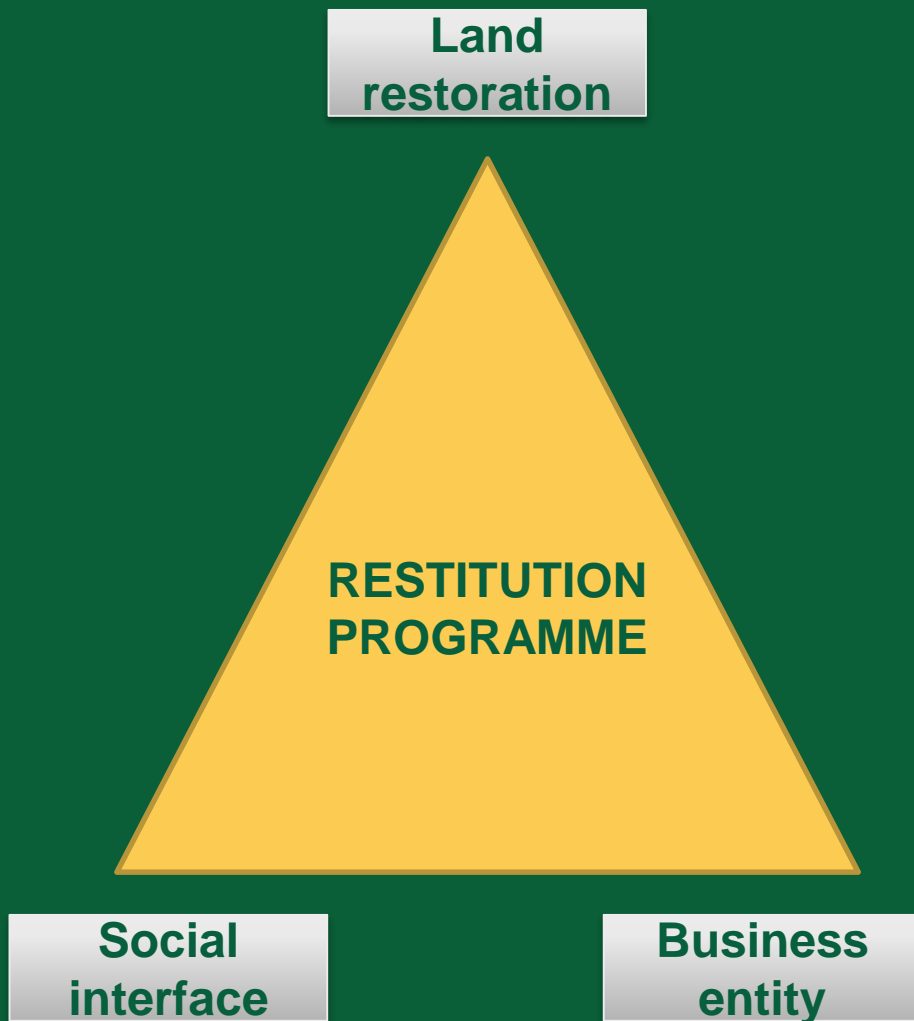 Land
restoration
RESTITUTION
PROGRAMME
Social
interface
Business
entity